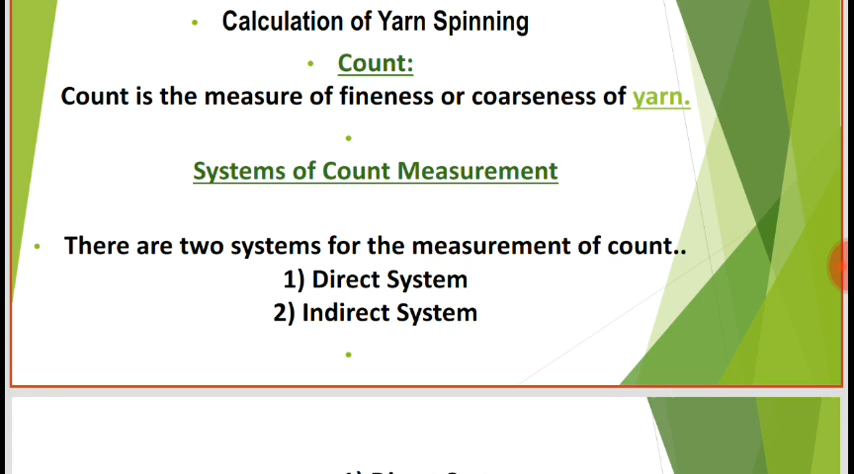 • Calculation of Yarn Spinning
• Count:
Count is the measure of fineness or coarseness of yarn.
•
Systems of Count Measurement
• There are two systems for the measurement of count..
1) Direct System
2) Indirect System
•